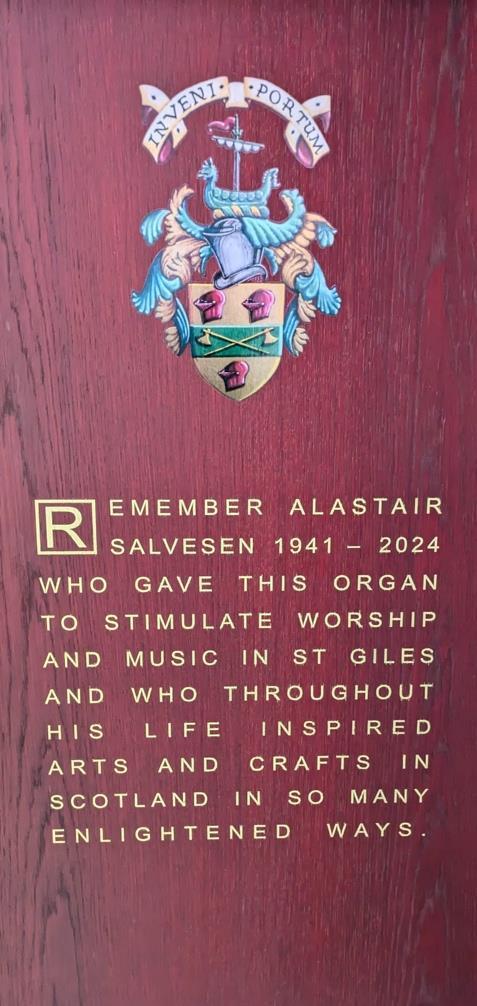 INVENI PORTUM
REMEMBER ALASTAIR
SALVESEN 1941 – 2024
WHO GAVE THIS ORGAN
TO STIMULATE WORSHIP
AND MUSIC IN ST GILES
AND WHO THROUGHOUT
HIS LIFE INSPIRED
ARTS AND CRAFTS IN
SCOTLAND IN SO MANY
ENLIGHTENED WAYS.